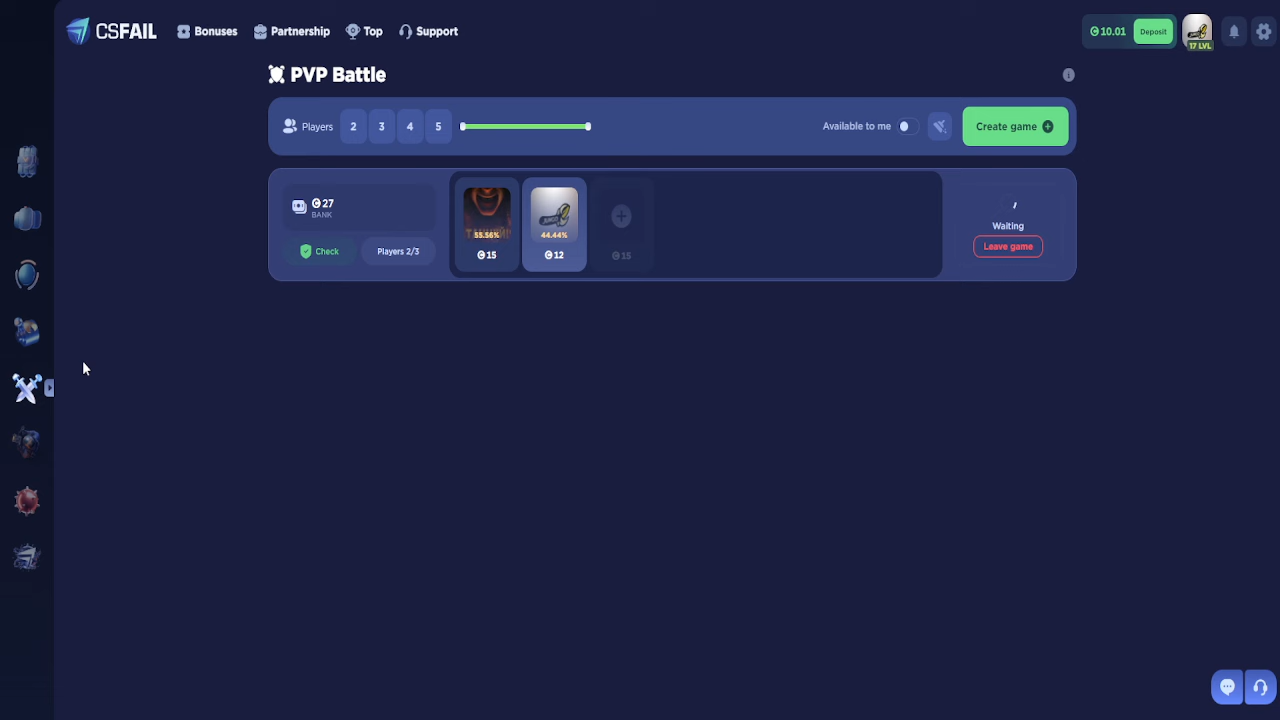 CSFAIL
Bonuses
Partnership
Top
Support
10.01
Deposit
17 LVL
PVP Battle
Players
2
3
4
5
Available to me
Create game
27
BANK
Check
Players 2/3
55.56%
15
44.44%
12
15
Waiting
Leave game